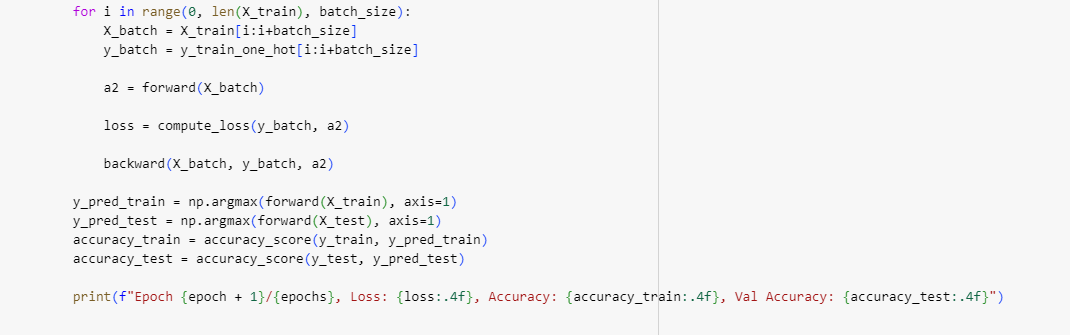 for i in range(0, len(X_train), batch_size):
    X_batch = X_train[i:i+batch_size]
    y_batch = y_train_one_hot[i:i+batch_size]
    a2 = forward(X_batch)
    loss = compute_loss(y_batch, a2)
    backward(X_batch, y_batch, a2)
y_pred_train = np.argmax(forward(X_train), axis=1)
y_pred_test = np.argmax(forward(X_test), axis=1)
accuracy_train = accuracy_score(y_train, y_pred_train)
accuracy_test = accuracy_score(y_test, y_pred_test)
print(f"Epoch {epoch + 1}/{epochs}, Loss: {loss:.4f}, Accuracy: {accuracy_train:.4f}, Val Accuracy: {accuracy_test:.4f}")